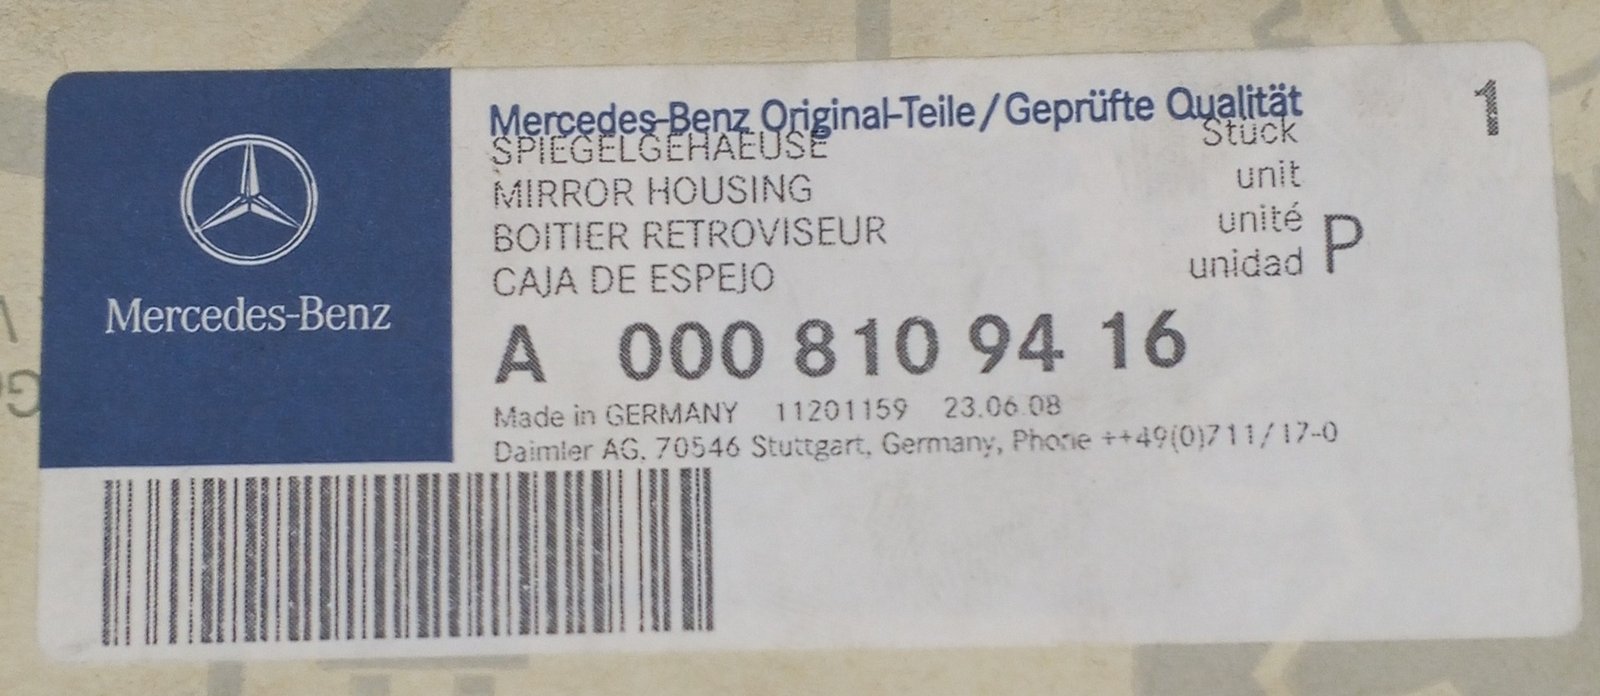 Mercedes-Benz
Mercedes-Benz Original-Teile/Geprüfte Qualität
SPIEGELGEHAEUSE Stück 1
MIRROR HOUSING unit
BOITIER RETROVISEUR unité P
CAJA DE ESPEJO unidad
A 000 810 94 16
Made in GERMANY 11201159 23.06.08
Daimler AG, 70546 Stuttgart, Germany, Phone ++49(0)711/17-0